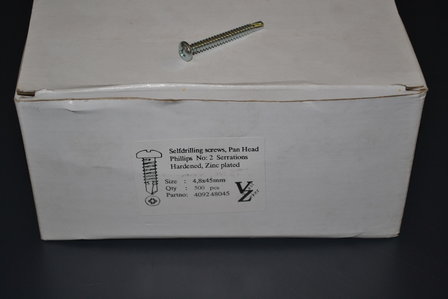 Selfdrilling screws, Pan Head
Phillips No: 2 Serrations
Hardened, Zinc plated
Size : 4,8x45mm
Qty : 500 pcs
Partno: 409248045
VZ